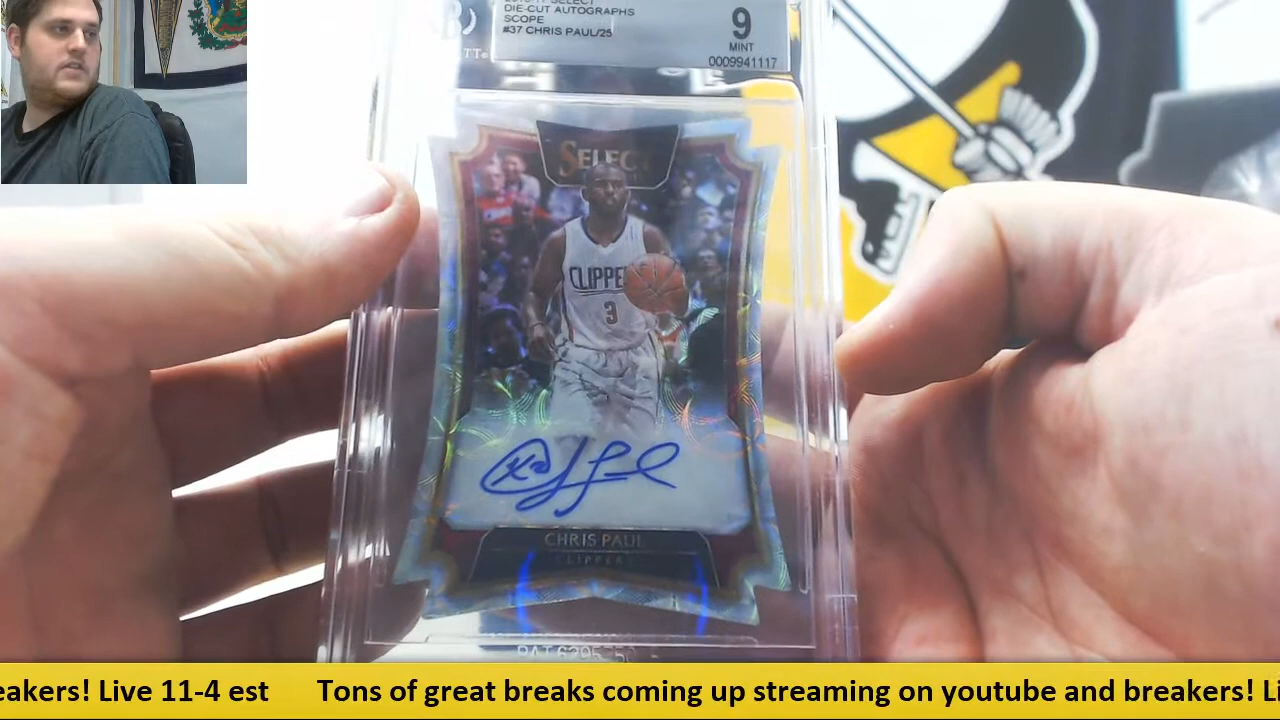 DIE-CUT AUTOGRAPHS
SCOPE
#37 CHRIS PAUL/25
9
MINT
0009941117
SELECT
CLIPPE
3
CHRIS PAUL
CLIPPERS
eakers! Live 11-4 est Tons of great breaks coming up streaming on youtube and breakers! Li